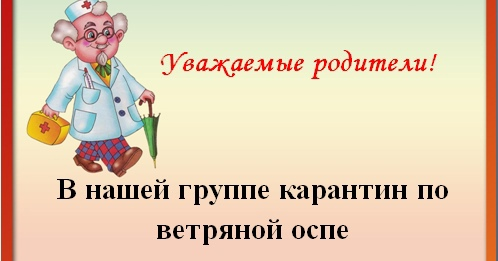 Уважаемые родители!
В нашей группе карантин по
ветряной оспе